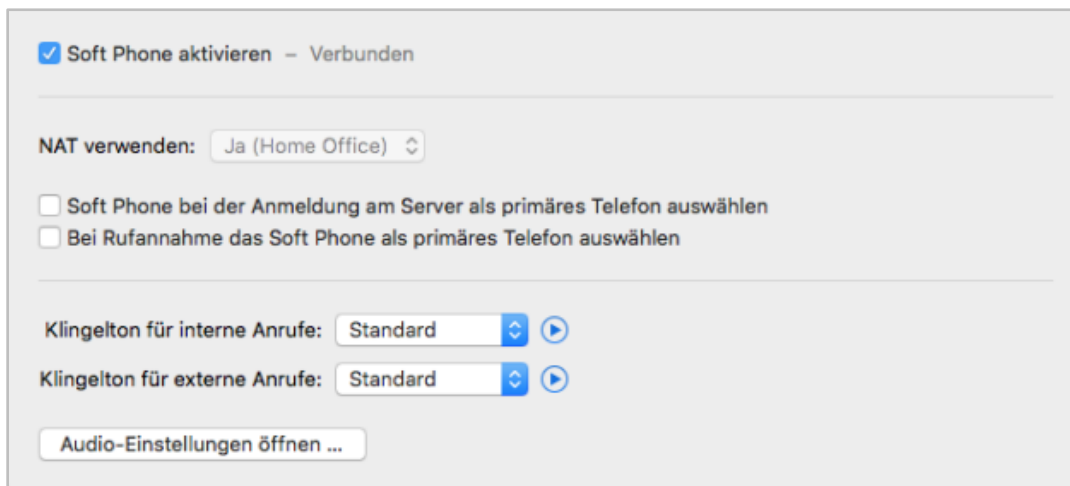 Soft Phone aktivieren – Verbunden
NAT verwenden: Ja (Home Office)
Soft Phone bei der Anmeldung am Server als primäres Telefon auswählen
Bei Rufannahme das Soft Phone als primäres Telefon auswählen
Klingelton für interne Anrufe: Standard
Klingelton für externe Anrufe: Standard
Audio-Einstellungen öffnen ...